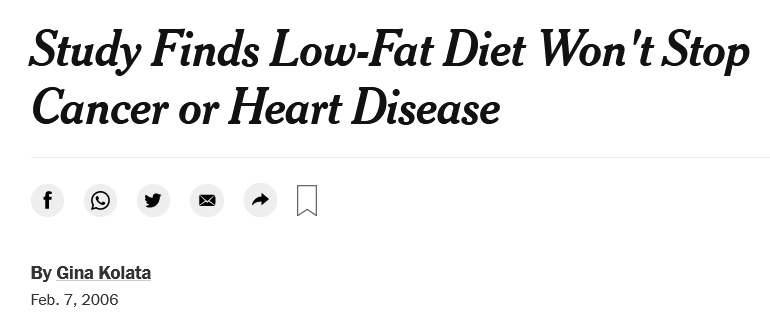 Study Finds Low-Fat Diet Won't Stop
Cancer or Heart Disease
By Gina Kolata
Feb. 7, 2006